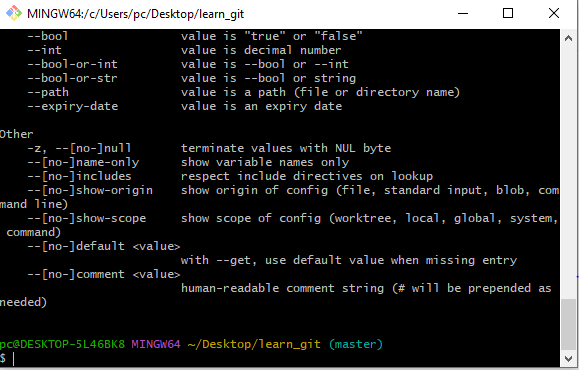 MINGW64:/c/Users/pc/Desktop/learn_git
--bool value is "true" or "false"
--int value is decimal number
--bool-or-int value is --bool or --int
--bool-or-str value is --bool or string
--path value is a path (file or directory name)
--expiry-date value is an expiry date
Other
-z, --[no-]null terminate values with NUL byte
--[no-]name-only show variable names only
--[no-]includes respect include directives on lookup
--[no-]show-origin show origin of config (file, standard input, blob, com
mand line)
--[no-]show-scope show scope of config (worktree, local, global, system,
command)
--[no-]default <value>
with --get, use default value when missing entry
--[no-]comment <value>
human-readable comment string (# will be prepended as
needed)
pc@DESKTOP-5L46BK8 MINGW64 ~/Desktop/learn_git (master)
$